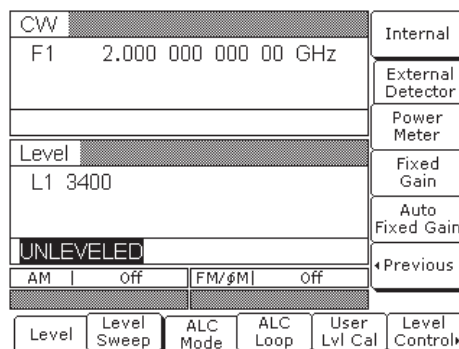 CW
F1 2.000 000 000 00 GHz
Level
L1 3400
UNLEVELED
AM | Off FM/ϕM| Off
Internal
External
Detector
Power
Meter
Fixed
Gain
Auto
Fixed Gain
◂Previous
Level
Level
Sweep
ALC
Mode
ALC
Loop
User
Lvl Cal
Level
Control▸